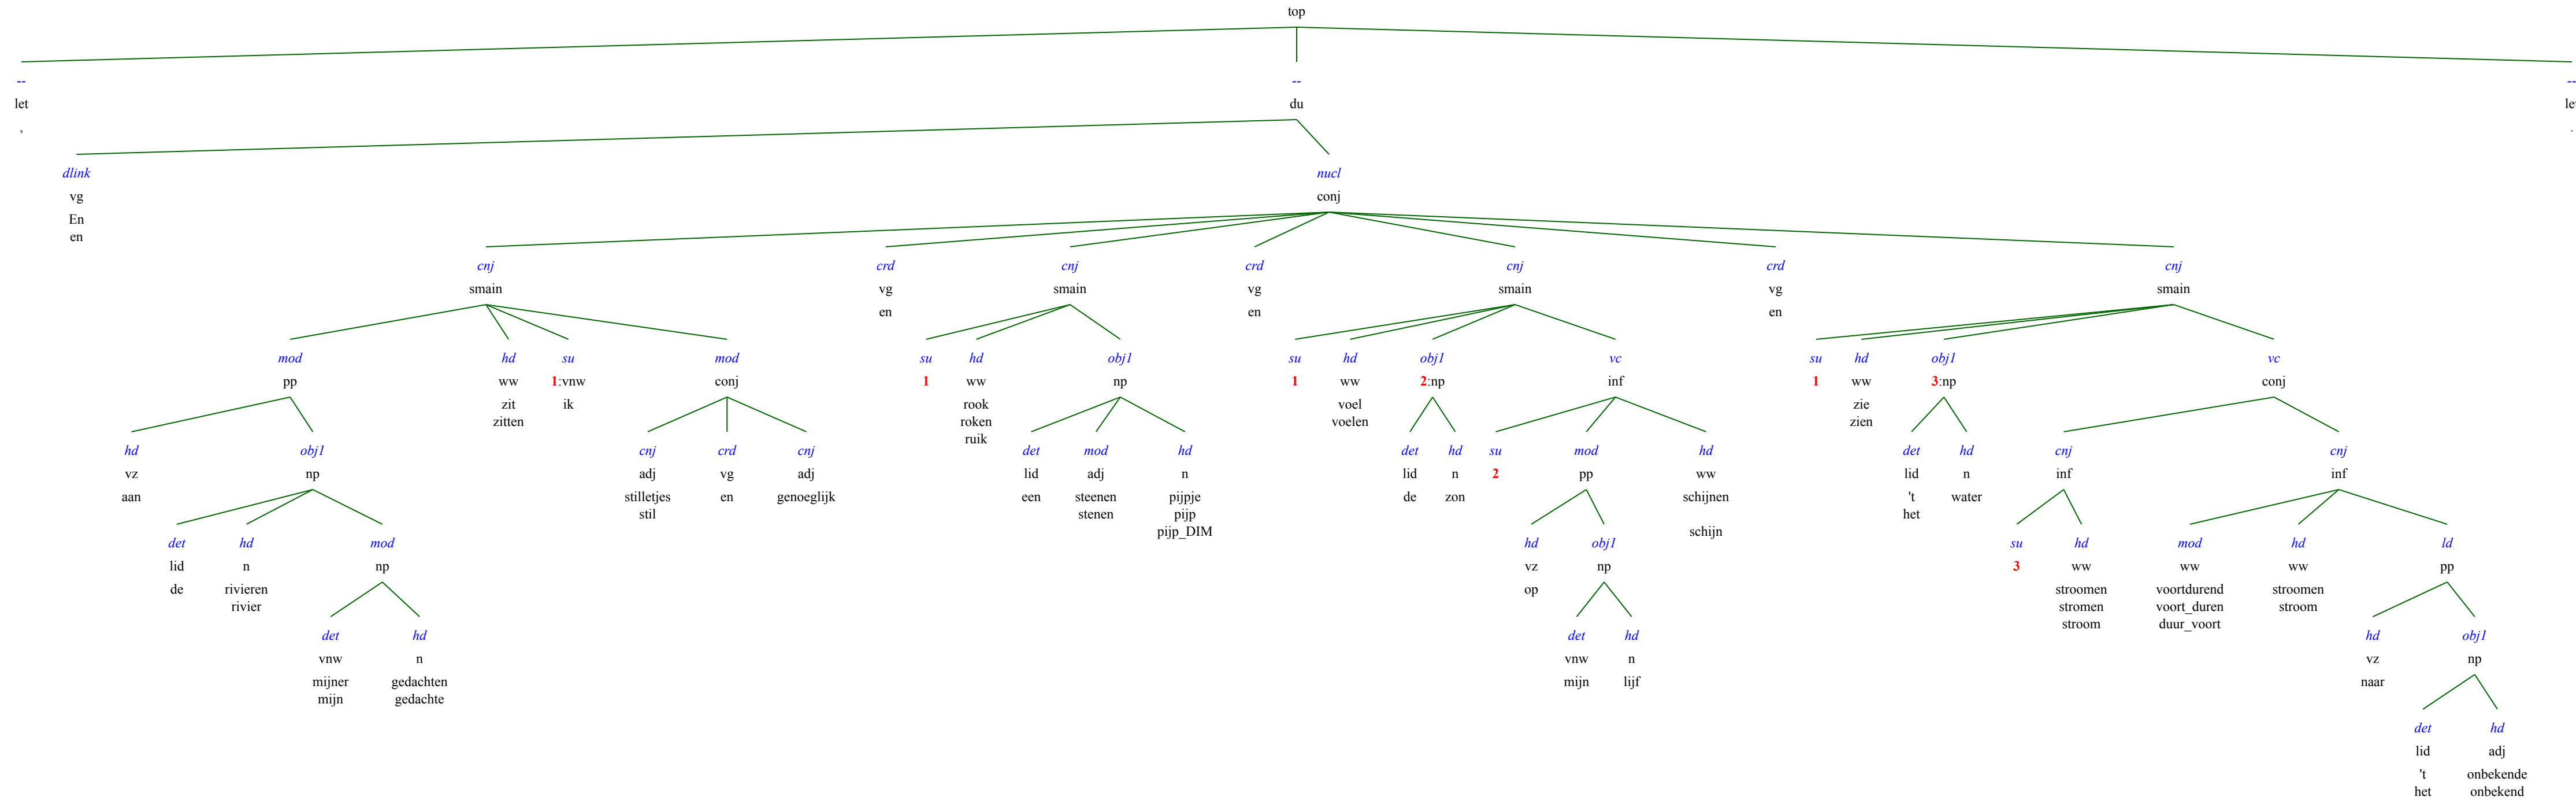 top
-- -- --
let du le
, .
dlink nucl
vg conj
En
en
cnj crd cnj crd cnj crd cnj
smain vg smain vg smain vg smain
en en en
mod hd su mod su hd obj1 su hd obj1 vc su hd obj1 vc
pp ww 1:vnw conj 1 ww np 1 ww 2:np inf 1 ww 3:np conj
zit ik rook voel zie
zitten roken voelen zien
ruik
hd obj1 cnj crd cnj det mod hd det hd su mod hd det hd cnj cnj
vz np adj vg adj lid adj n lid n 2 pp ww lid n inf inf
aan stilletjes en genoeglijk een steenen pijpje de zon schijnen 't water
stil stenen pijp het
pijp_DIM schijn
det hd mod hd obj1 su hd mod hd ld
lid n np vz np 3 ww ww ww pp
de rivieren op stroomen voortdurend stroomen
rivier stromen voort_duren stroom
stroom duur_voort
det hd det hd hd obj1
vnw n vnw n vz np
mijner gedachten mijn lijf naar
mijn gedachte
det hd
lid adj
't onbekende
het onbekend